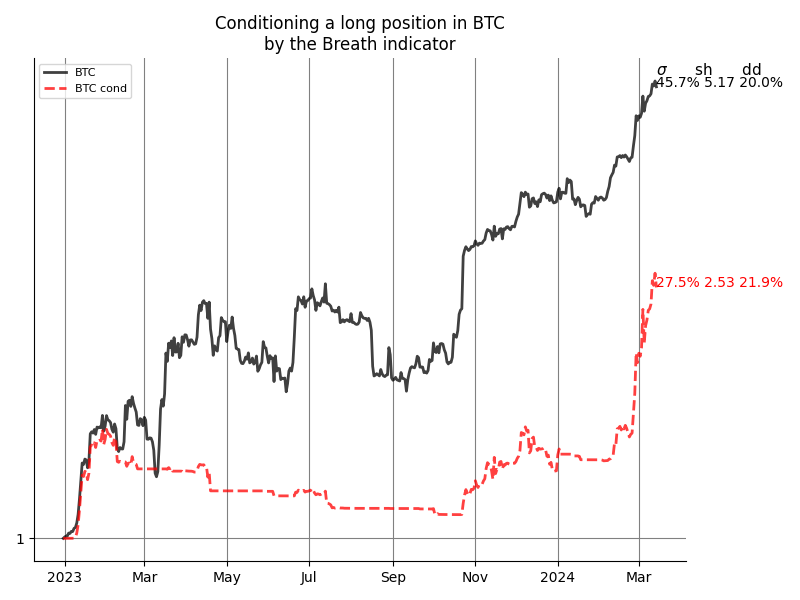 Conditioning a long position in BTC
by the Breath indicator
σ sh dd
BTC
BTC cond
45.7% 5.17 20.0%
27.5% 2.53 21.9%
1
2023 Mar May Jul Sep Nov 2024 Mar